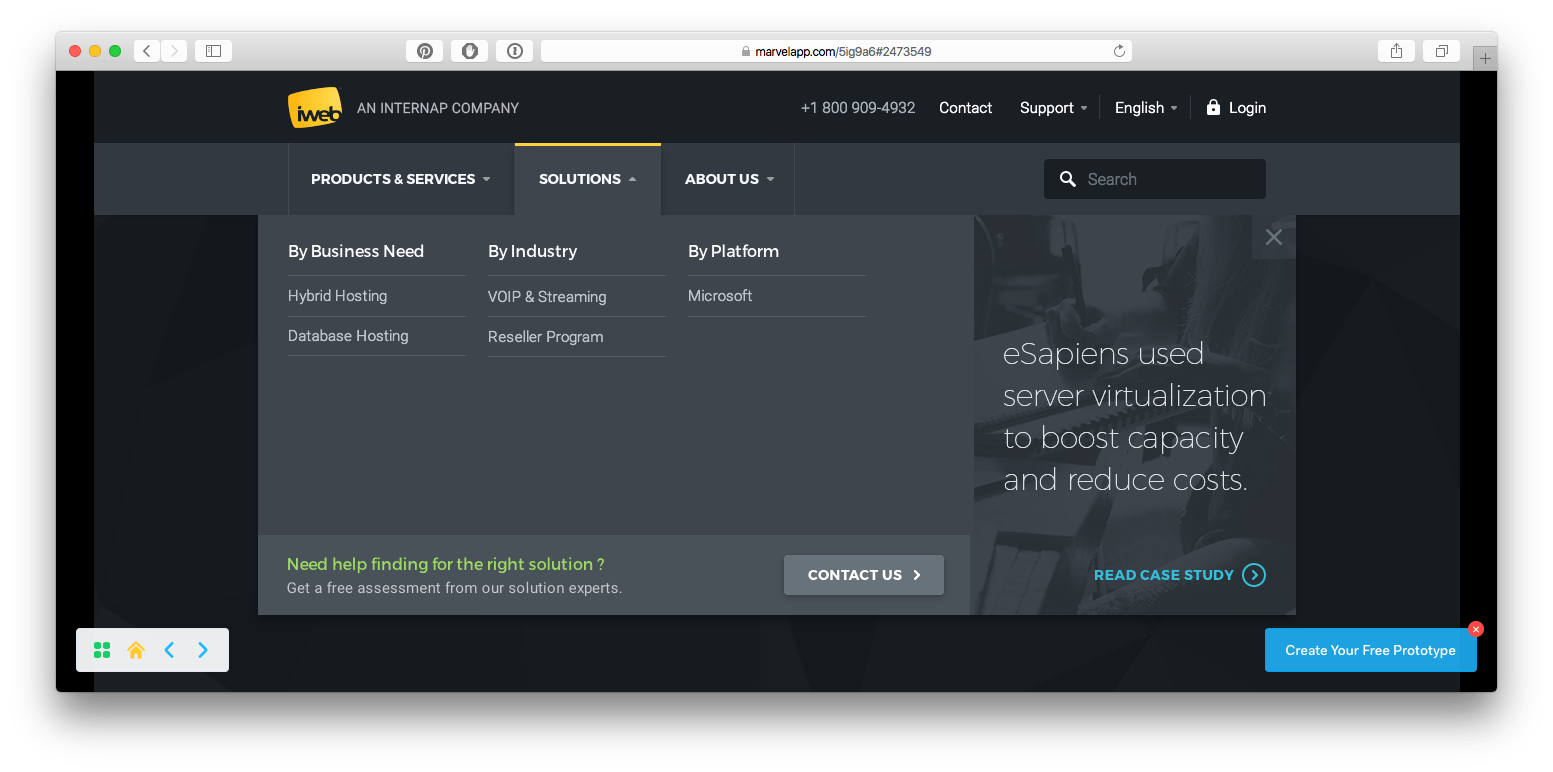 marvelapp.com/5ig9a6#2473549
iweb AN INTERNAP COMPANY +1 800 909-4932 Contact Support English Login
PRODUCTS & SERVICES SOLUTIONS ABOUT US Search
By Business Need By Industry By Platform
Hybrid Hosting VOIP & Streaming Microsoft
Database Hosting Reseller Program
eSapiens used
server virtualization
to boost capacity
and reduce costs.
Need help finding for the right solution ?
Get a free assessment from our solution experts.
CONTACT US
READ CASE STUDY
Create Your Free Prototype